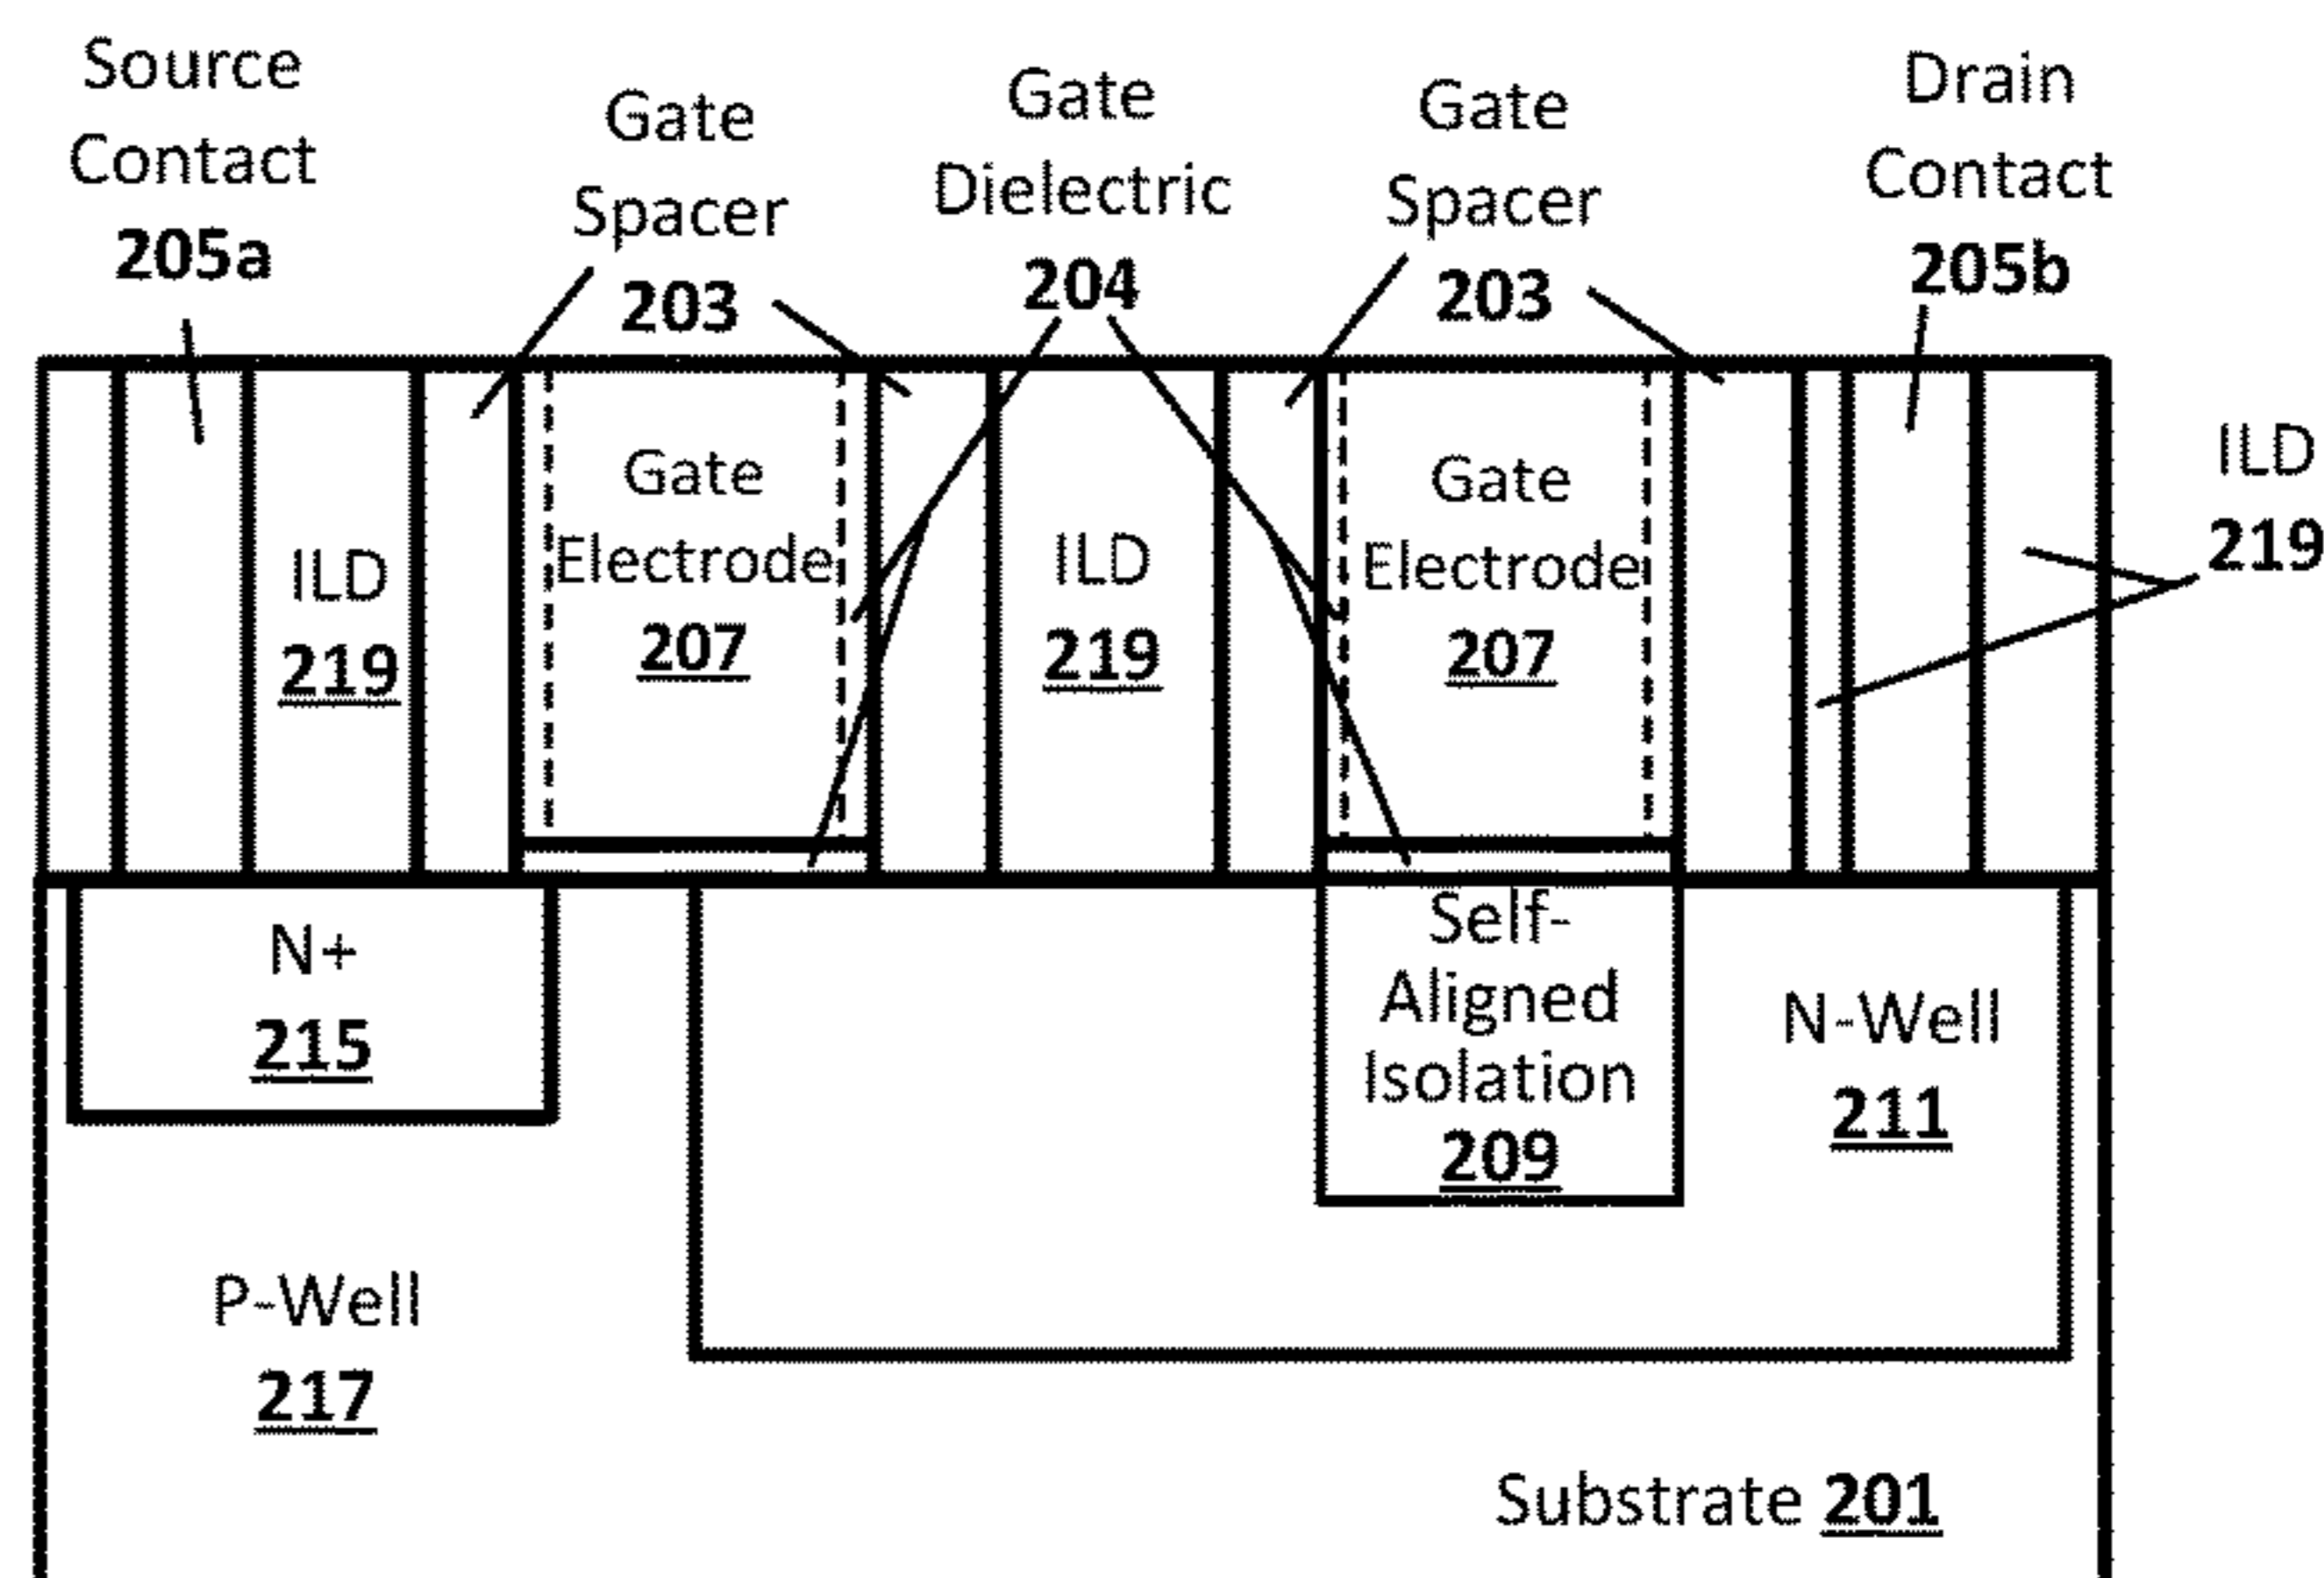 Source
Contact
205a
Gate
Spacer
203
Gate
Dielectric
204
Gate
Spacer
203
Drain
Contact
205b
ILD
219
Gate
Electrode
207
ILD
219
Gate
Electrode
207
ILD
219
N+
215
Self-
Aligned
Isolation
209
N-Well
211
P-Well
217
Substrate 201